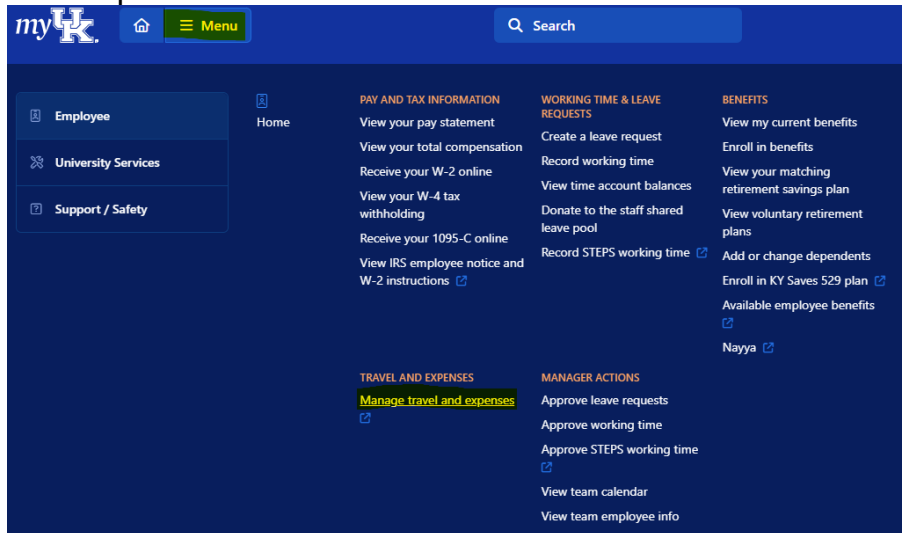 my UK.
Menu
Search
Employee
University Services
Support / Safety
Home
PAY AND TAX INFORMATION
View your pay statement
View your total compensation
Receive your W-2 online
View your W-4 tax
withholding
Receive your 1095-C online
View IRS employee notice and
W-2 instructions
WORKING TIME & LEAVE
REQUESTS
Create a leave request
Record working time
View time account balances
Donate to the staff shared
leave pool
Record STEPS working time
BENEFITS
View my current benefits
Enroll in benefits
View your matching
retirement savings plan
View voluntary retirement
plans
Add or change dependents
Enroll in KY Saves 529 plan
Available employee benefits
Nayya
TRAVEL AND EXPENSES
Manage travel and expenses
MANAGER ACTIONS
Approve leave requests
Approve working time
Approve STEPS working time
View team calendar
View team employee info